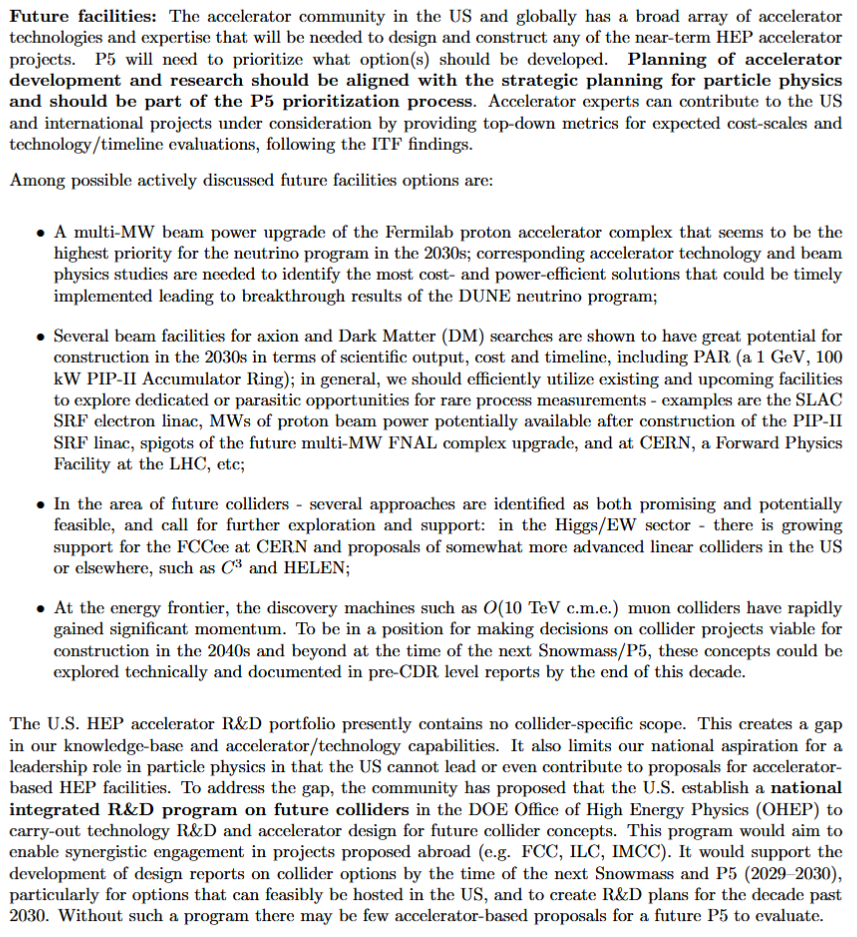 Future facilities: The accelerator community in the US and globally has a broad array of accelerator
technologies and expertise that will be needed to design and construct any of the near-term HEP accelerator
projects. P5 will need to prioritize what option(s) should be developed. Planning of accelerator
development and research should be aligned with the strategic planning for particle physics
and should be part of the P5 prioritization process. Accelerator experts can contribute to the US
and international projects under consideration by providing top-down metrics for expected cost-scales and
technology/timeline evaluations, following the ITF findings.
Among possible actively discussed future facilities options are:
• A multi-MW beam power upgrade of the Fermilab proton accelerator complex that seems to be the
highest priority for the neutrino program in the 2030s; corresponding accelerator technology and beam
physics studies are needed to identify the most cost- and power-efficient solutions that could be timely
implemented leading to breakthrough results of the DUNE neutrino program;
• Several beam facilities for axion and Dark Matter (DM) searches are shown to have great potential for
construction in the 2030s in terms of scientific output, cost and timeline, including PAR (a 1 GeV, 100
kW PIP-II Accumulator Ring); in general, we should efficiently utilize existing and upcoming facilities
to explore dedicated or parasitic opportunities for rare process measurements - examples are the SLAC
SRF electron linac, MWs of proton beam power potentially available after construction of the PIP-II
SRF linac, spigots of the future multi-MW FNAL complex upgrade, and at CERN, a Forward Physics
Facility at the LHC, etc;
• In the area of future colliders - several approaches are identified as both promising and potentially
feasible, and call for further exploration and support: in the Higgs/EW sector - there is growing
support for the FCCee at CERN and proposals of somewhat more advanced linear colliders in the US
or elsewhere, such as C³ and HELEN;
• At the energy frontier, the discovery machines such as O(10 TeV c.m.e.) muon colliders have rapidly
gained significant momentum. To be in a position for making decisions on collider projects viable for
construction in the 2040s and beyond at the time of the next Snowmass/P5, these concepts could be
explored technically and documented in pre-CDR level reports by the end of this decade.
The U.S. HEP accelerator R&D portfolio presently contains no collider-specific scope. This creates a gap
in our knowledge-base and accelerator/technology capabilities. It also limits our national aspiration for a
leadership role in particle physics in that the US cannot lead or even contribute to proposals for accelerator-
based HEP facilities. To address the gap, the community has proposed that the U.S. establish a national
integrated R&D program on future colliders in the DOE Office of High Energy Physics (OHEP) to
carry-out technology R&D and accelerator design for future collider concepts. This program would aim to
enable synergistic engagement in projects proposed abroad (e.g. FCC, ILC, IMCC). It would support the
development of design reports on collider options by the time of the next Snowmass and P5 (2029–2030),
particularly for options that can feasibly be hosted in the US, and to create R&D plans for the decade past
2030. Without such a program there may be few accelerator-based proposals for a future P5 to evaluate.